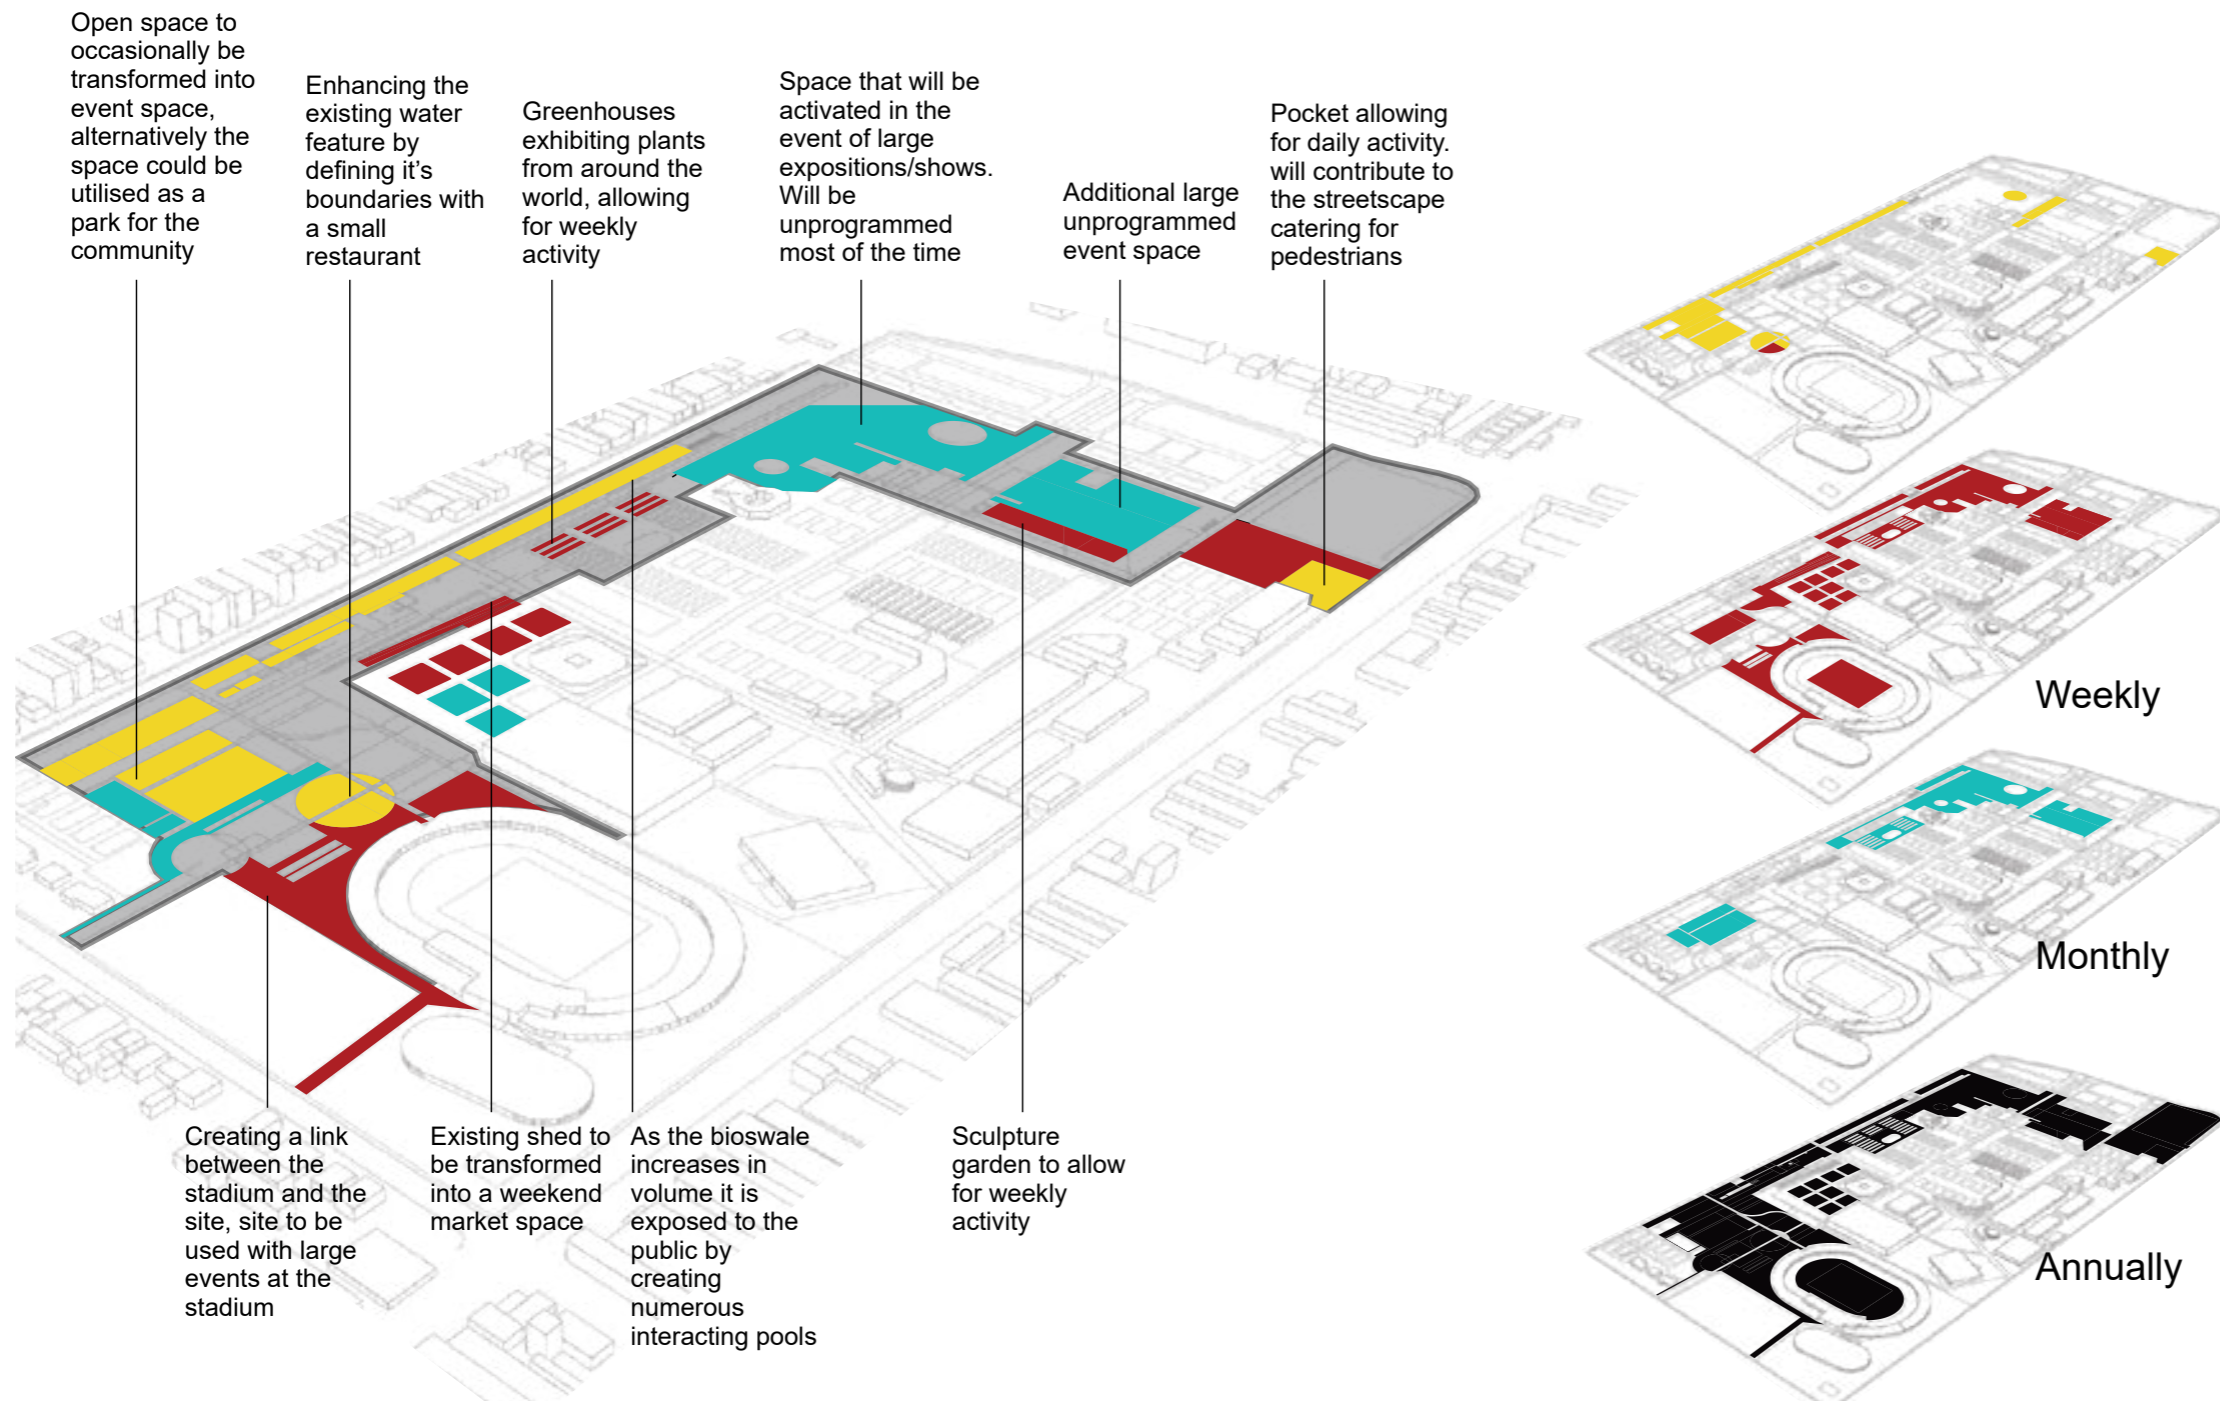 Open space to
occasionally be
transformed into
event space,
alternatively the
space could be
utilised as a
park for the
community
Enhancing the
existing water
feature by
defining it’s
boundaries with
a small
restaurant
Greenhouses
exhibiting plants
from around the
world, allowing
for weekly
activity
Space that will be
activated in the
event of large
expositions/shows.
Will be
unprogrammed
most of the time
Additional large
unprogrammed
event space
Pocket allowing
for daily activity.
will contribute to
the streetscape
catering for
pedestrians
Weekly
Monthly
Annually
Creating a link
between the
stadium and the
site, site to be
used with large
events at the
stadium
Existing shed to
be transformed
into a weekend
market space
As the bioswale
increases in
volume it is
exposed to the
public by
creating
numerous
interacting pools
Sculpture
garden to allow
for weekly
activity